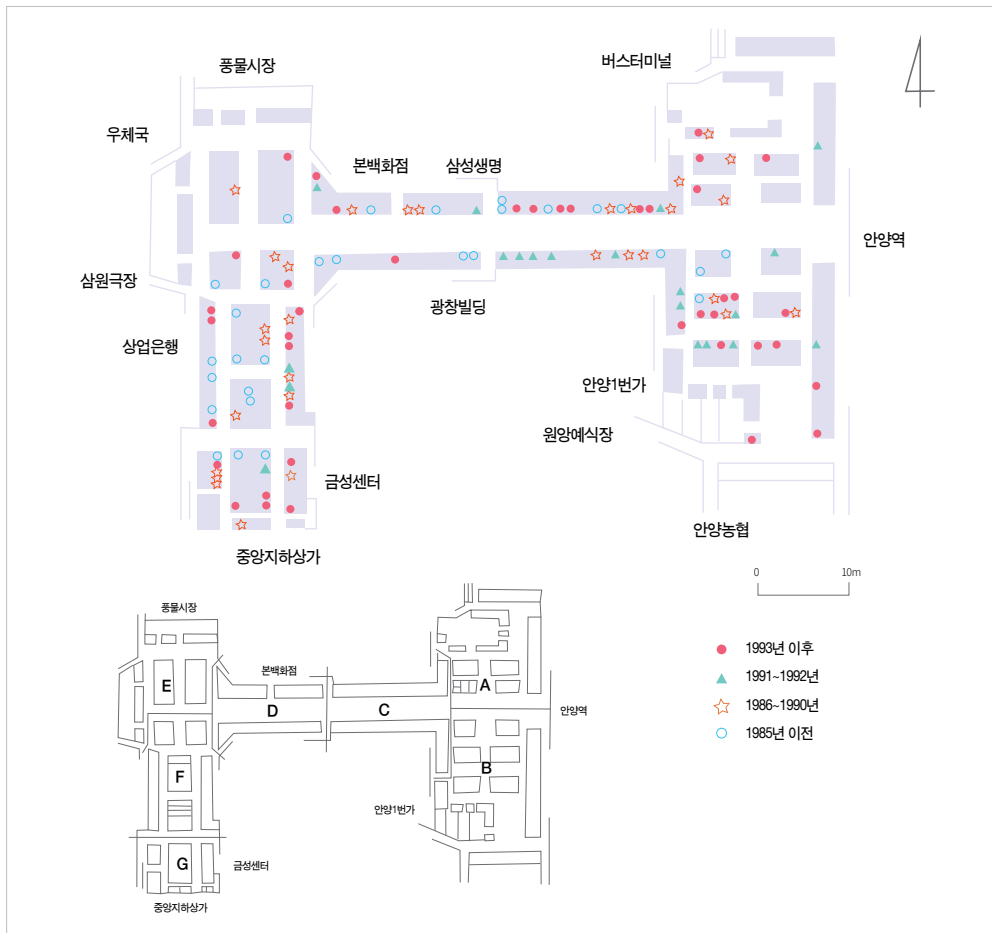 풍물시장
버스터미널
우체국
본백화점
삼성생명
안양역
삼원극장
광창빌딩
상업은행
안양1번가
원앙예식장
금성센터
안양농협
중앙지하상가
0 10m
1993년 이후
1991~1992년
1986~1990년
1985년 이전
풍물시장
본백화점
E
A
D
C
안양역
F
B
안양1번가
G
금성센터
중앙지하상가